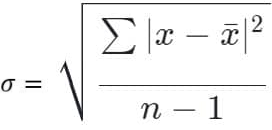 σ = √(∑ |x − x̄|² / (n − 1))